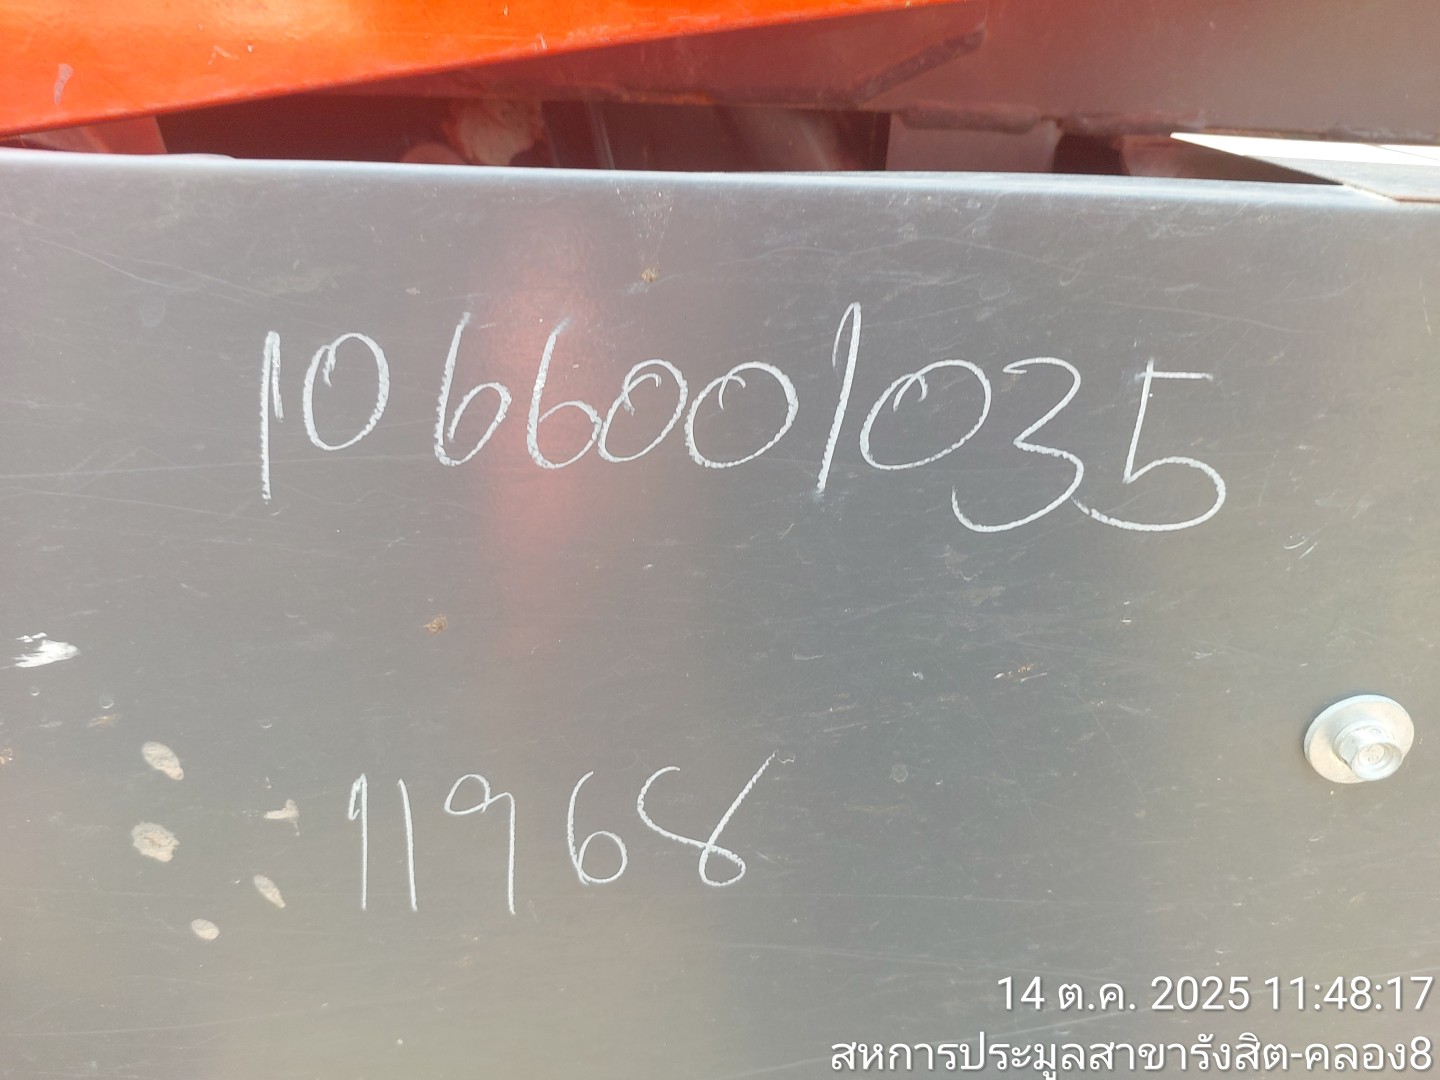 1066001035
11968
14 ต.ค. 2025 11:48:17
สหการประมูลสาขารังสิต-คลอง8